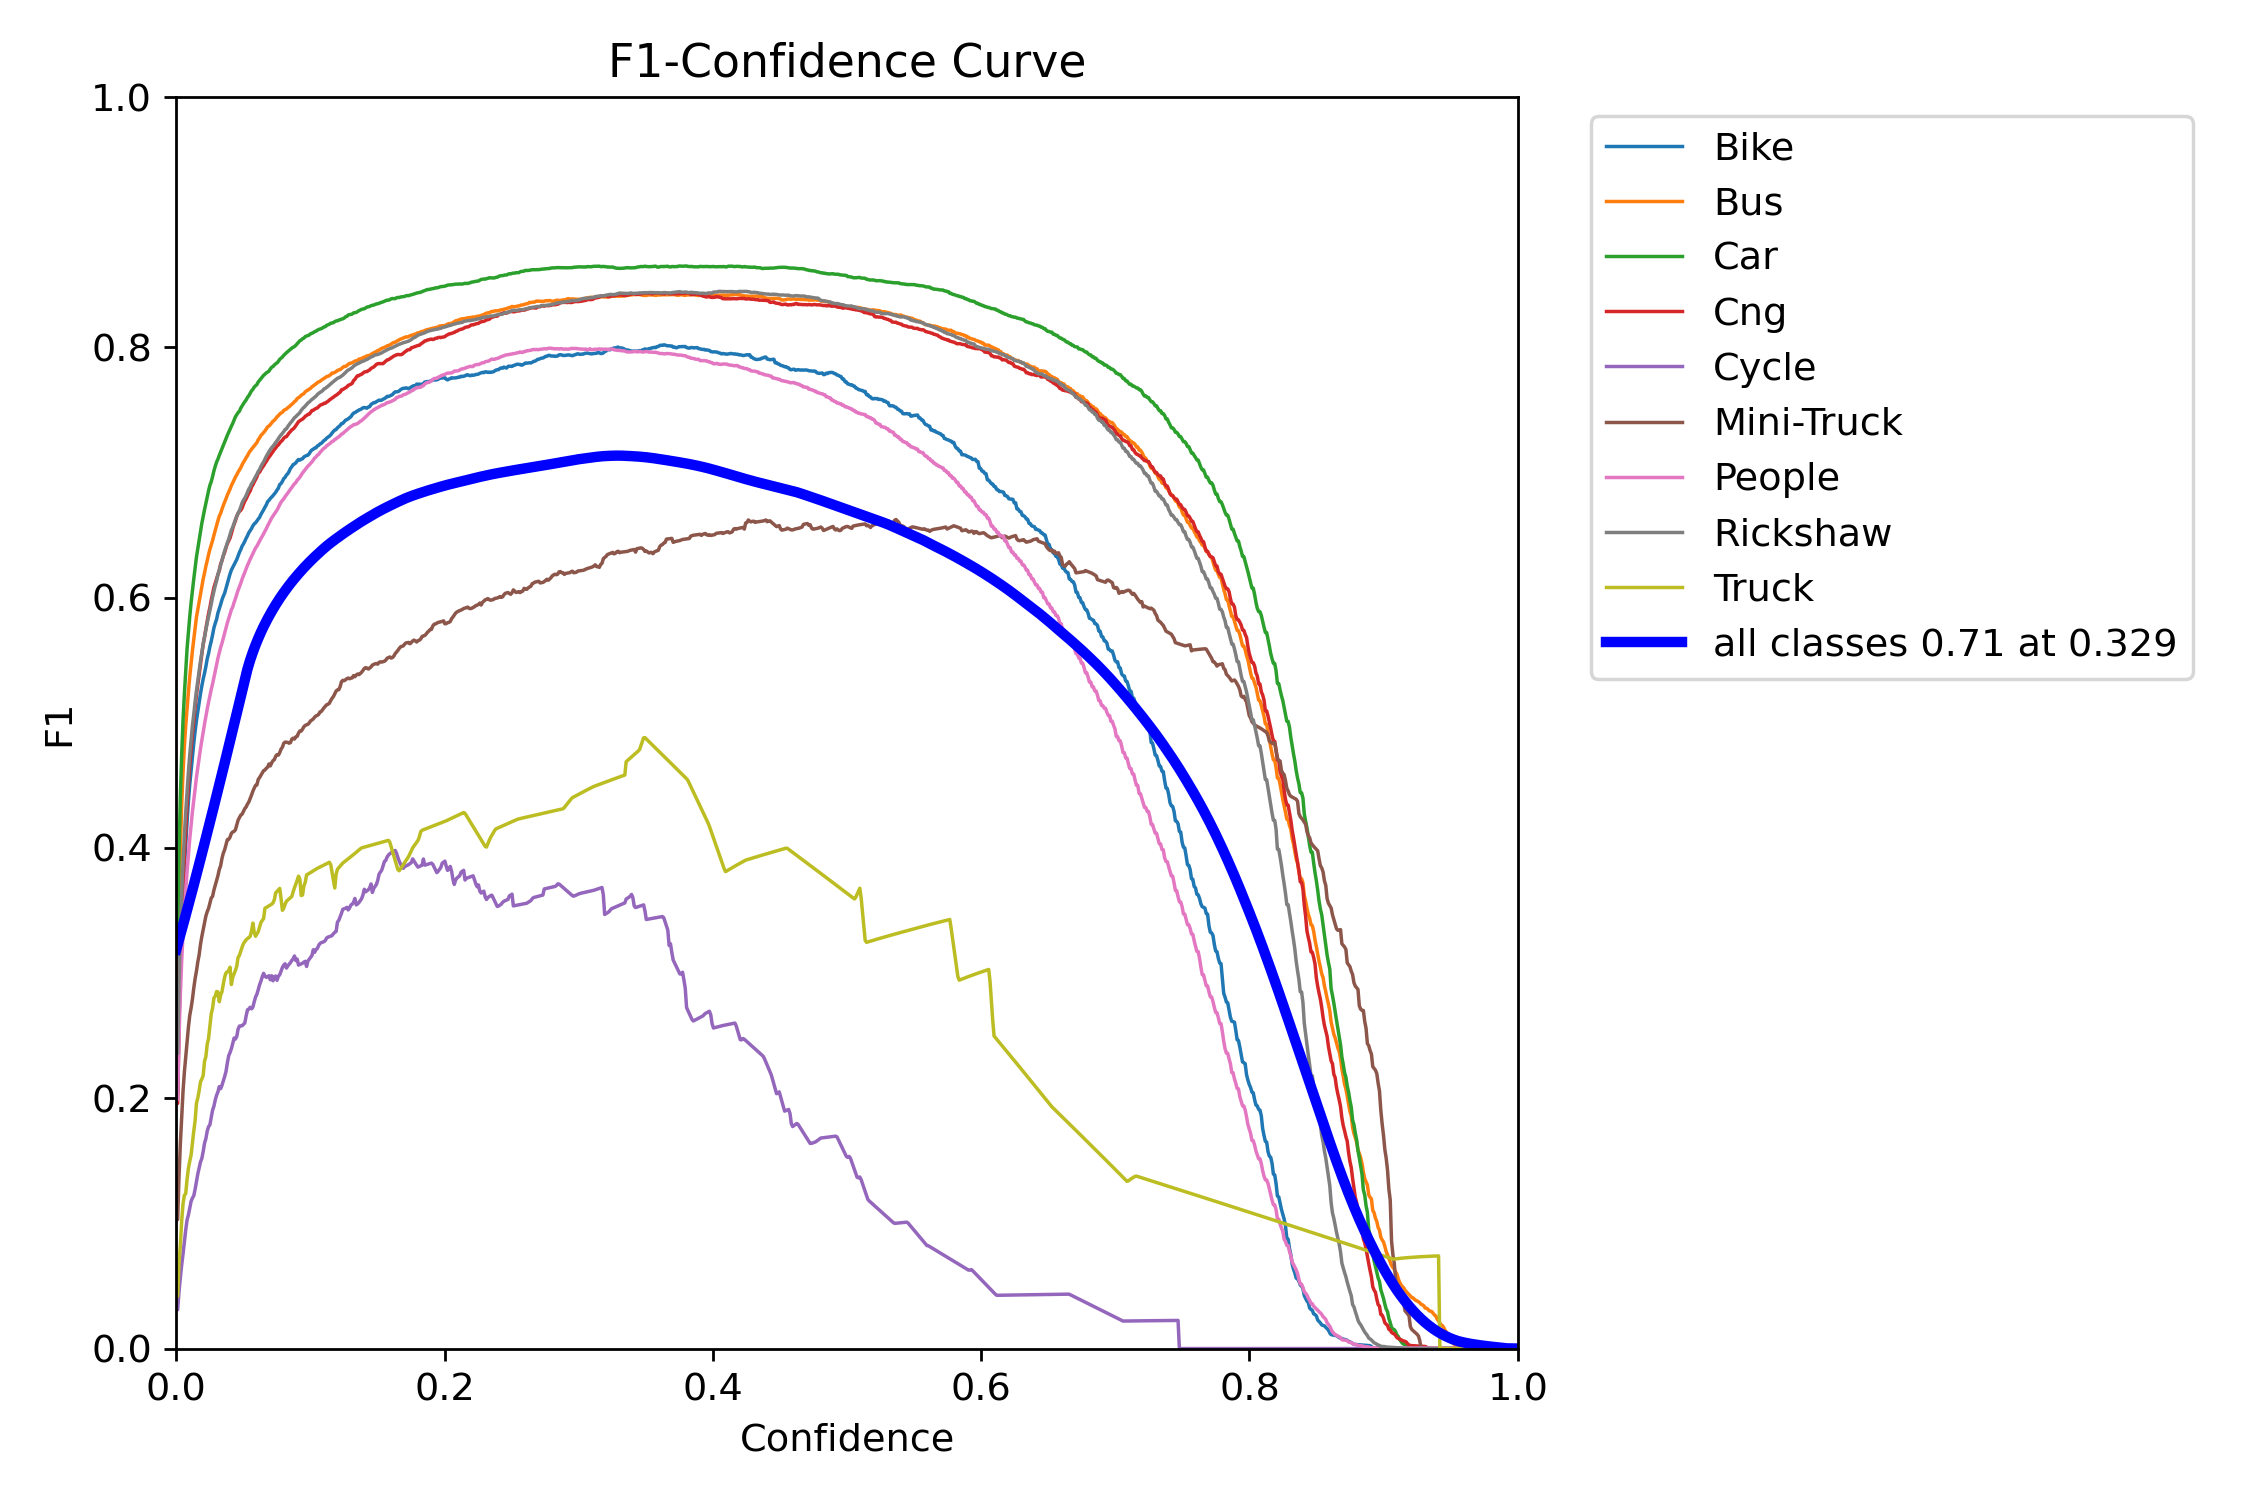 F1-Confidence Curve
1.0
0.8
0.6
0.4
0.2
0.0
F1
0.0 0.2 0.4 0.6 0.8 1.0
Confidence
Bike
Bus
Car
Cng
Cycle
Mini-Truck
People
Rickshaw
Truck
all classes 0.71 at 0.329